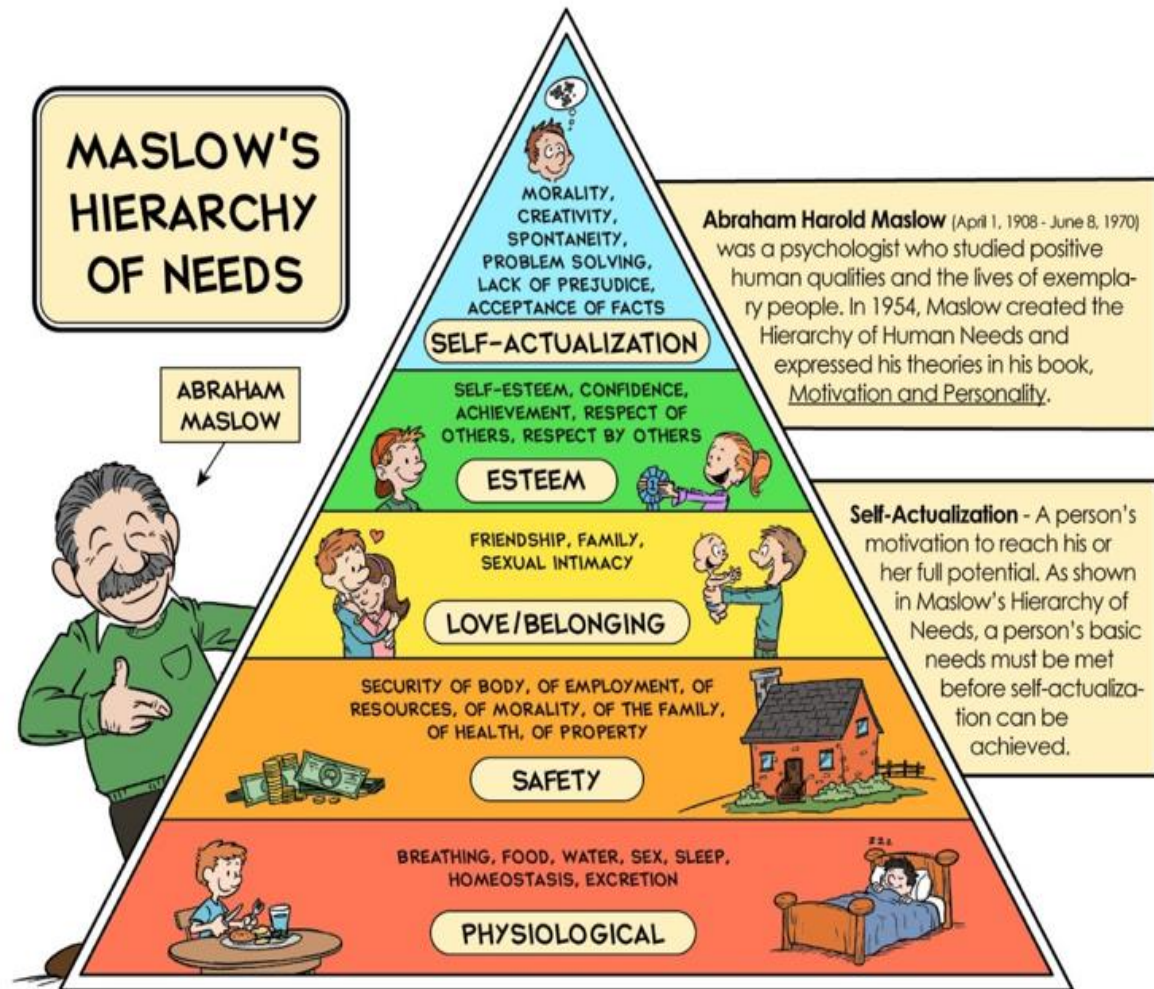 MASLOW'S
HIERARCHY
OF NEEDS
ABRAHAM
MASLOW
MORALITY,
CREATIVITY,
SPONTANEITY,
PROBLEM SOLVING,
LACK OF PREJUDICE,
ACCEPTANCE OF FACTS
SELF-ACTUALIZATION
SELF-ESTEEM, CONFIDENCE,
ACHIEVEMENT, RESPECT OF
OTHERS, RESPECT BY OTHERS
ESTEEM
1
FRIENDSHIP, FAMILY,
SEXUAL INTIMACY
LOVE/BELONGING
SECURITY OF BODY, OF EMPLOYMENT, OF
RESOURCES, OF MORALITY, OF THE FAMILY,
OF HEALTH, OF PROPERTY
SAFETY
BREATHING, FOOD, WATER, SEX, SLEEP,
HOMEOSTASIS, EXCRETION
ZZZ
PHYSIOLOGICAL
Abraham Harold Maslow (April 1, 1908 - June 8, 1970)
was a psychologist who studied positive
human qualities and the lives of exempla-
ry people. In 1954, Maslow created the
Hierarchy of Human Needs and
expressed his theories in his book,
Motivation and Personality.
Self-Actualization - A person's
motivation to reach his or
her full potential. As shown
in Maslow's Hierarchy of
Needs, a person's basic
needs must be met
before self-actualiza-
tion can be
achieved.